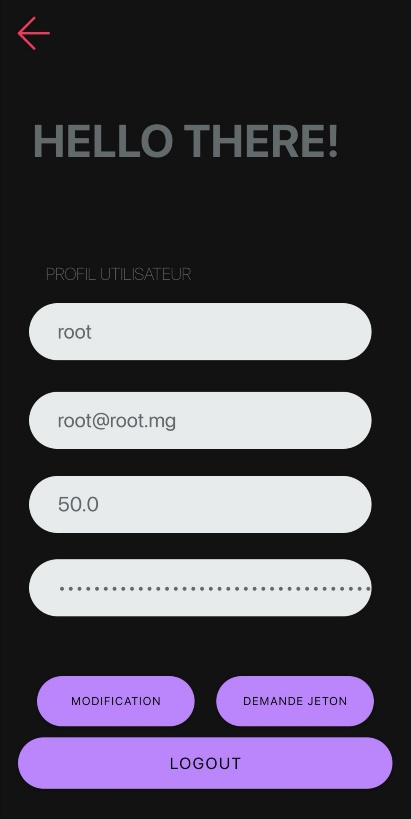 HELLO THERE!
PROFIL UTILISATEUR
root
root@root.mg
50.0
MODIFICATION
DEMANDE JETON
LOGOUT